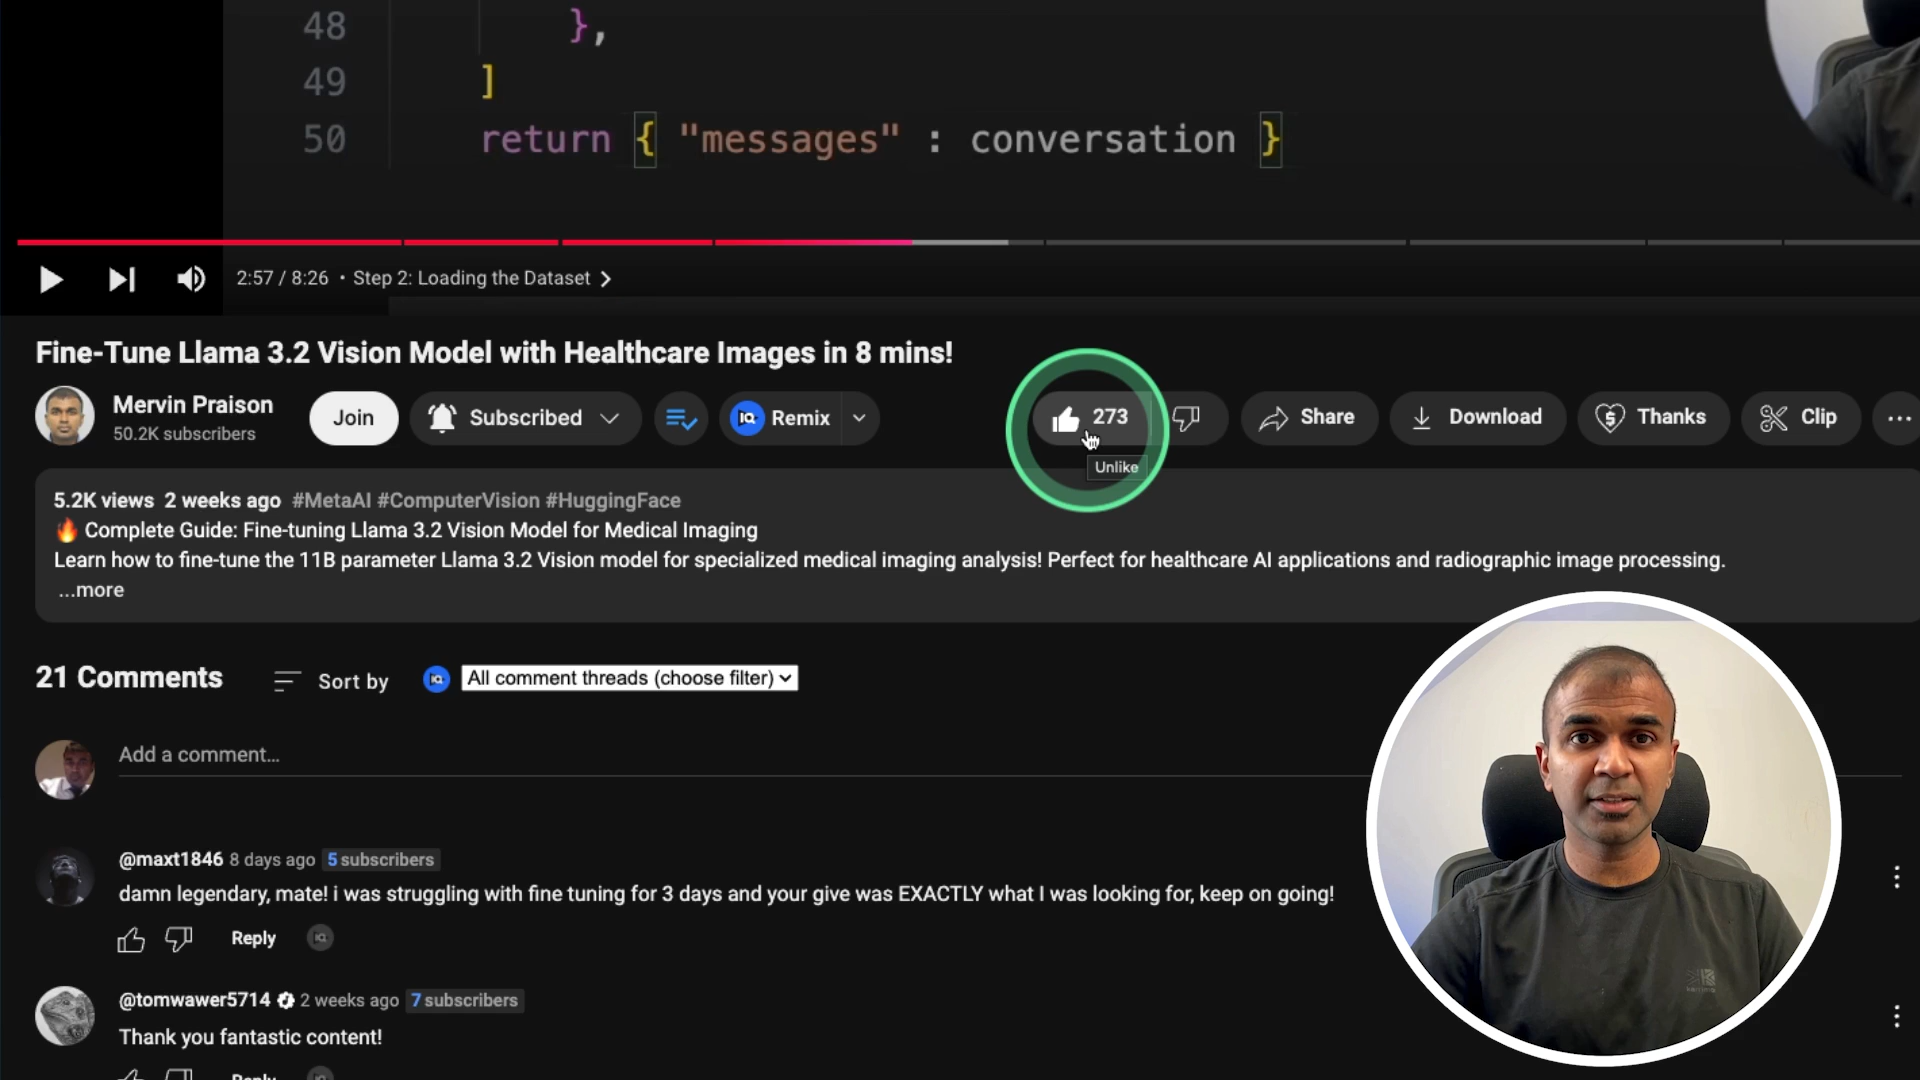 48 },
49 ]
50 return { "messages" : conversation }
2:57 / 8:26 • Step 2: Loading the Dataset
Fine-Tune Llama 3.2 Vision Model with Healthcare Images in 8 mins!
Mervin Praison
50.2K subscribers
Join
Subscribed
Remix
273
Share
Download
Thanks
Clip
Unlike
5.2K views 2 weeks ago #MetaAI #ComputerVision #HuggingFace
🔥 Complete Guide: Fine-tuning Llama 3.2 Vision Model for Medical Imaging
Learn how to fine-tune the 11B parameter Llama 3.2 Vision model for specialized medical imaging analysis! Perfect for healthcare AI applications and radiographic image processing.
...more
21 Comments
Sort by
All comment threads (choose filter)
Add a comment...
@maxt1846 8 days ago 5 subscribers
damn legendary, mate! i was struggling with fine tuning for 3 days and your give was EXACTLY what I was looking for, keep on going!
Reply
@tomwawer5714 2 weeks ago 7 subscribers
Thank you fantastic content!
Reply